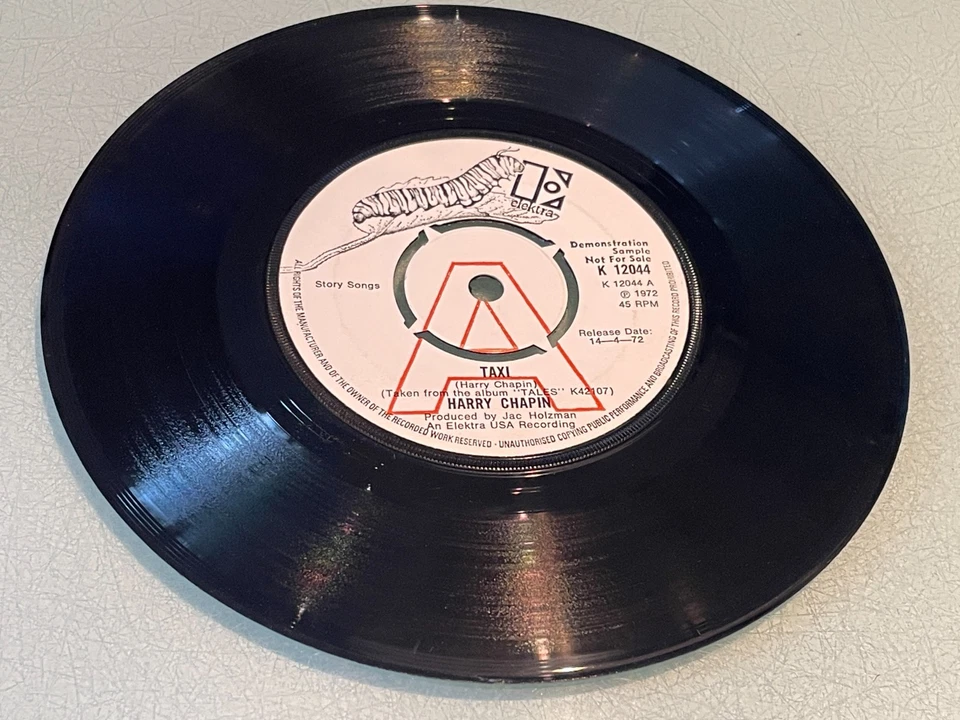 elektra
Demonstration
Sample
Not For Sale
K 12044
K 12044 A
℗ 1972
45 RPM
Story Songs
Release Date:
14—4—72
A
TAXI
(Harry Chapin)
(Taken from the album "TALES" K42107)
HARRY CHAPIN
Produced by Jac Holzman
An Elektra USA Recording
ALL RIGHTS OF THE MANUFACTURER AND OF THE OWNER OF THE RECORDED WORK RESERVED - UNAUTHORISED COPYING PUBLIC PERFORMANCE AND BROADCASTING OF THIS RECORD PROHIBITED